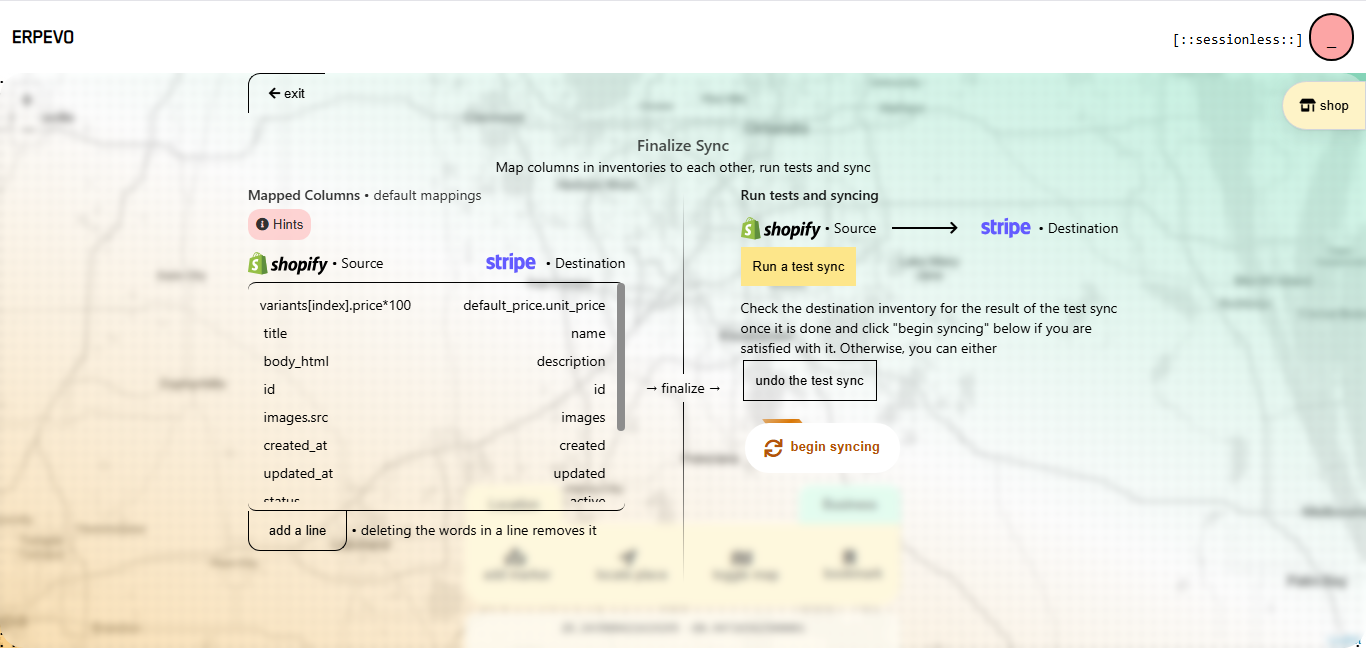 ERPEVO
[::sessionless::]
_
exit
shop
Finalize Sync
Map columns in inventories to each other, run tests and sync
Mapped Columns • default mappings
Hints
shopify • Source
stripe • Destination
variants[index].price*100 default_price.unit_price
title name
body_html description
id id
images.src images
created_at created
updated_at updated
status active
add a line • deleting the words in a line removes it
→ finalize →
Run tests and syncing
shopify • Source
stripe • Destination
Run a test sync
Check the destination inventory for the result of the test sync
once it is done and click "begin syncing" below if you are
satisfied with it. Otherwise, you can either
undo the test sync
begin syncing